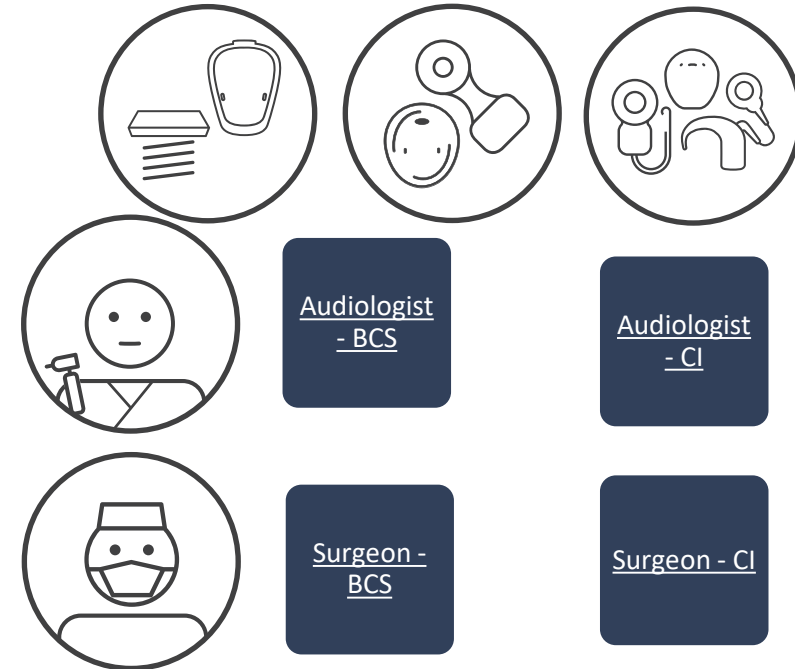 Audiologist
- BCS
Audiologist
- CI
Surgeon -
BCS
Surgeon - CI